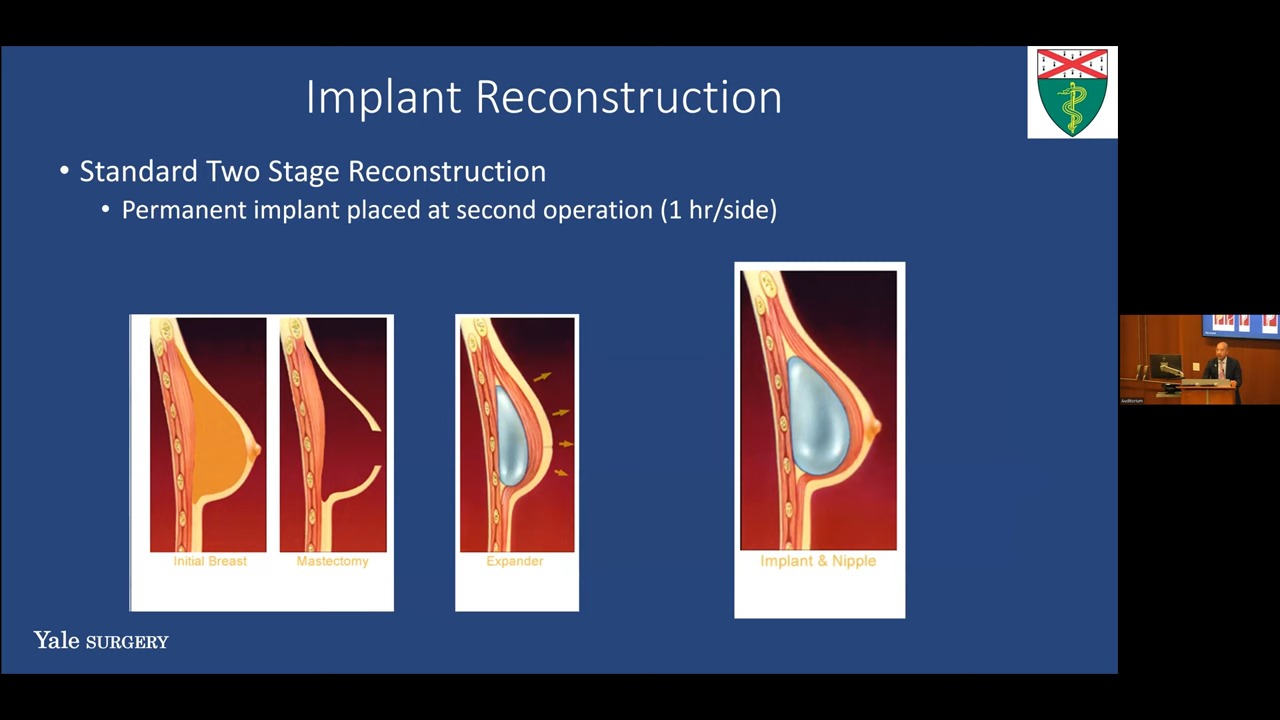 Implant Reconstruction
• Standard Two Stage Reconstruction
• Permanent implant placed at second operation (1 hr/side)
Initial Breast
Mastectomy
Expander
Implant & Nipple
Yale SURGERY
Auditorium